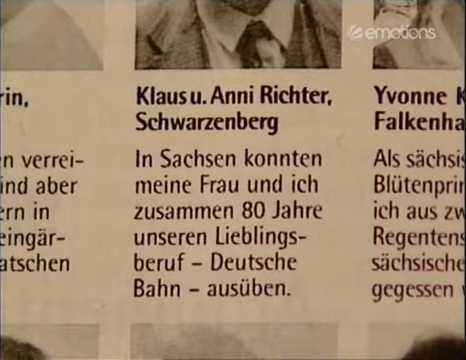 emotions
rin,
n verrei-
ind aber
ern in
eingär-
atschen
Klaus u. Anni Richter,
Schwarzenberg
In Sachsen konnten
meine Frau und ich
zusammen 80 Jahre
unseren Lieblings-
beruf – Deutsche
Bahn – ausüben.
Yvonne K
Falkenha
Als sächsis
Blütenprin
ich aus zw
Regentens
sächsische
gegessen